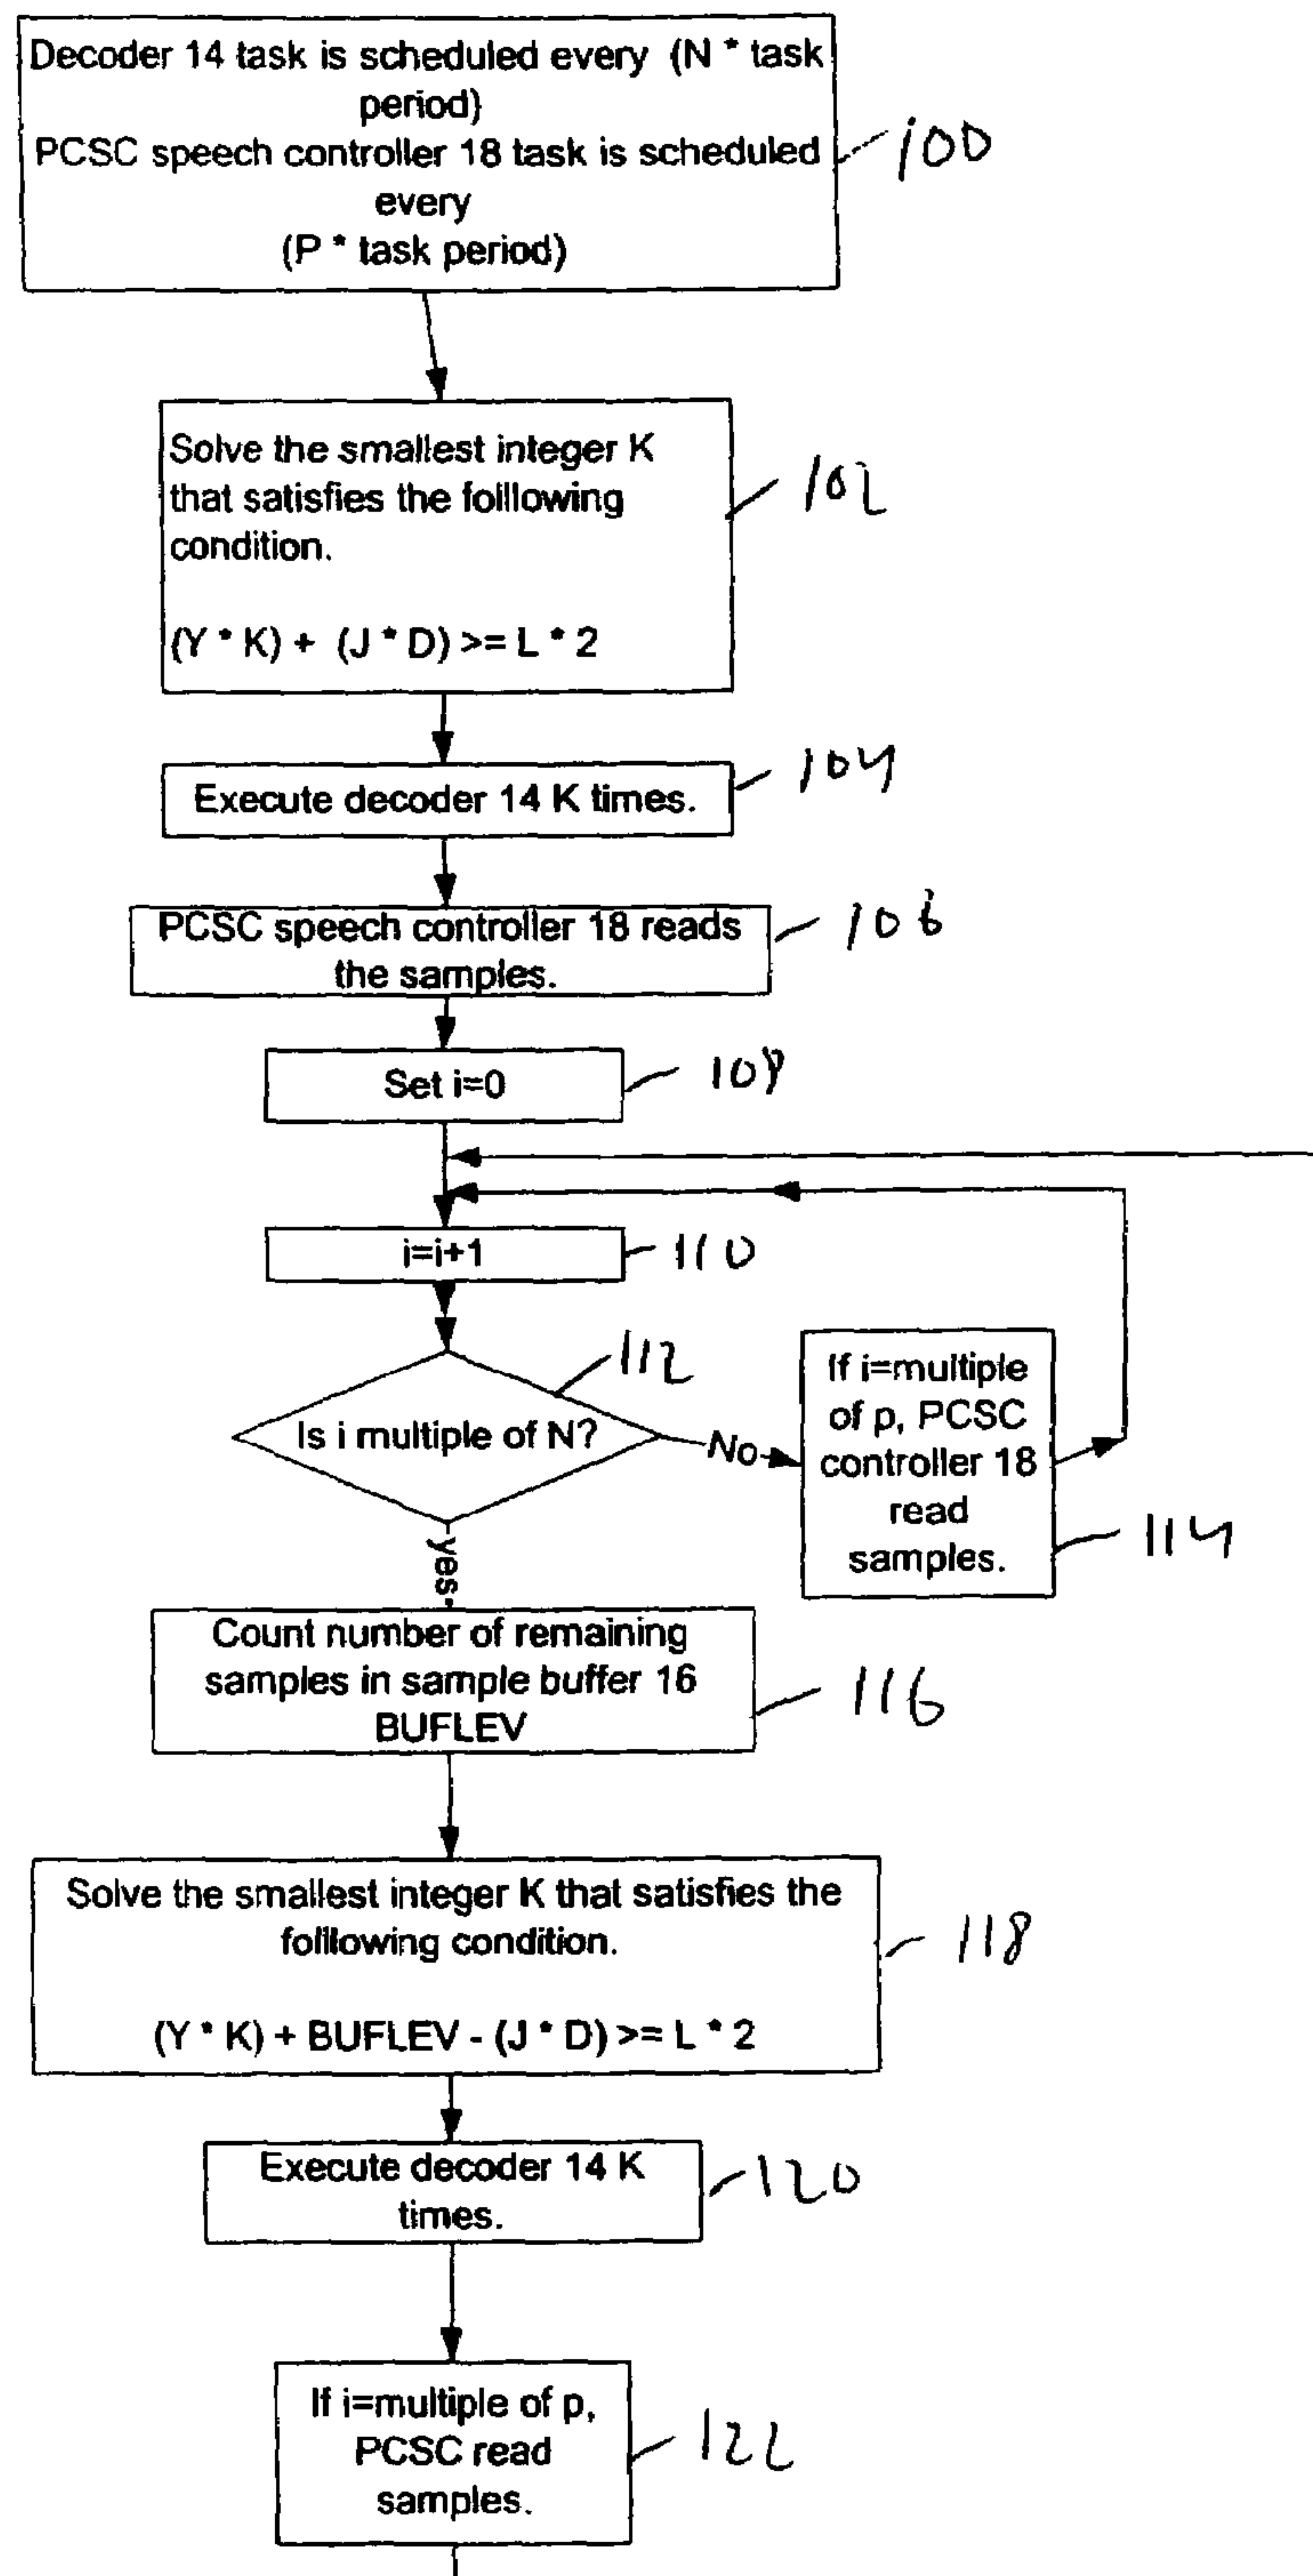 Decoder 14 task is scheduled every (N * task
period)
PCSC speech controller 18 task is scheduled
every
(P * task period)
100
Solve the smallest integer K
that satisfies the folllowing
condition.
(Y * K) + (J * D) >= L * 2
102
Execute decoder 14 K times.
104
PCSC speech controller 18 reads
the samples.
106
Set i=0
108
i=i+1
110
112
Is i multiple of N?
No
If i=multiple
of p, PCSC
controller 18
read
samples.
114
yes
Count number of remaining
samples in sample buffer 16
BUFLEV
116
Solve the smallest integer K that satisfies the
folllowing condition.
(Y * K) + BUFLEV - (J * D) >= L * 2
118
Execute decoder 14 K
times.
120
If i=multiple of p,
PCSC read
samples.
122